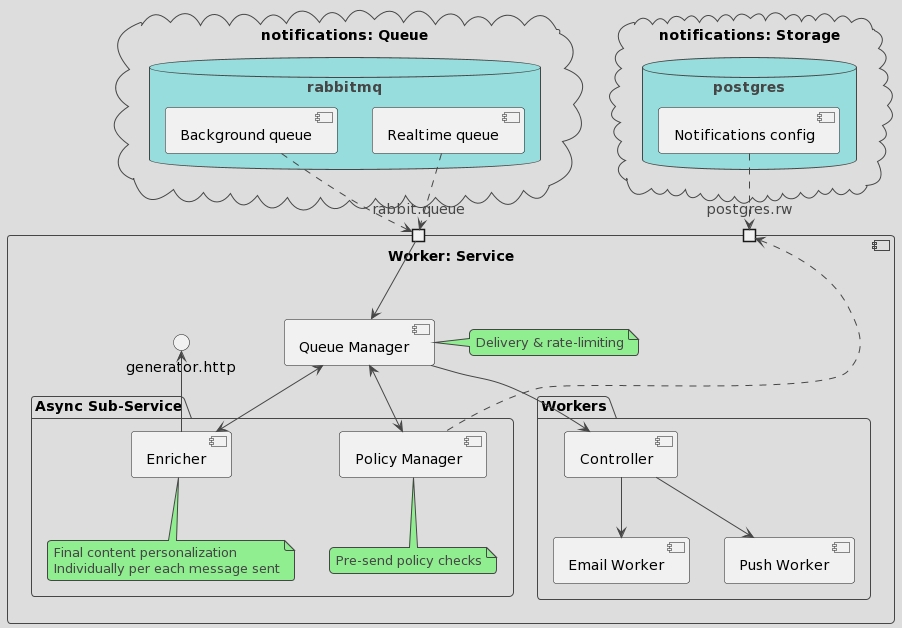 notifications: Queue
notifications: Storage
rabbitmq
postgres
Background queue
Realtime queue
Notifications config
rabbit.queue
postgres.rw
Worker: Service
Queue Manager
Delivery & rate-limiting
generator.http
Async Sub-Service
Workers
Enricher
Policy Manager
Controller
Final content personalization
Individually per each message sent
Pre-send policy checks
Email Worker
Push Worker